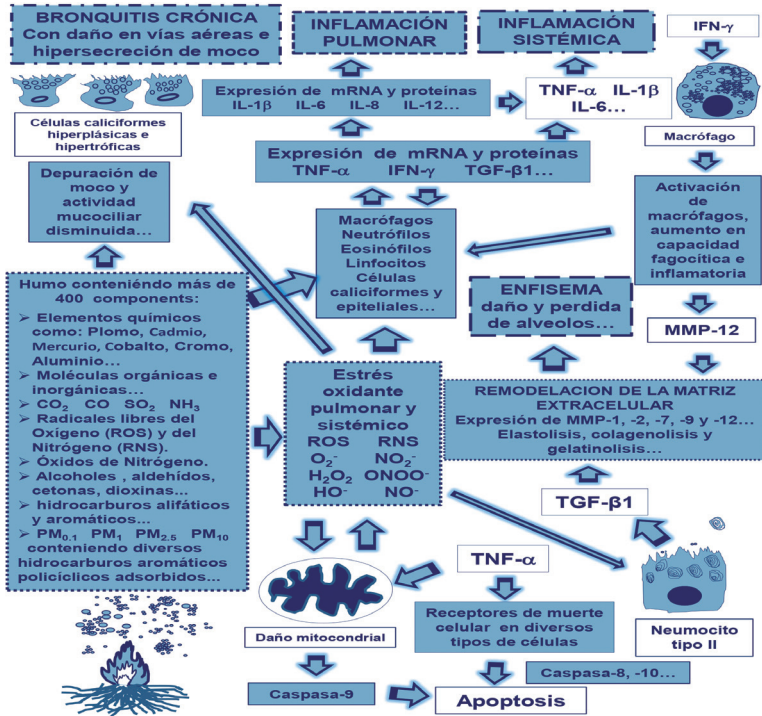 BRONQUITIS CRÓNICA
Con daño en vías aéreas e
hipersecreción de moco
INFLAMACIÓN
PULMONAR
INFLAMACIÓN
SISTÉMICA
IFN-γ
Expresión de mRNA y proteínas
IL-1β IL-6 IL-8 IL-12...
TNF-α IL-1β
IL-6...
Células caliciformes
hiperplásicas e
hipertróficas
Macrófago
Expresión de mRNA y proteínas
TNF-α IFN-γ TGF-β1...
Depuración de
moco y
actividad
mucociliar
disminuida...
Macrófagos
Neutrófilos
Eosinófilos
Linfocitos
Células
caliciformes y
epiteliales...
Activación
de
macrófagos,
aumento en
capacidad
fagocítica e
inflamatoria
Humo conteniéndo más de
400 components:
➢ Elementos químicos
como: Plomo, Cadmio,
Mercurio, Cobalto, Cromo,
Aluminio...
➢ Moléculas orgánicas e
inorgánicas...
➢ CO₂ CO SO₂ NH₃
➢ Radicales libres del
Oxígeno (ROS) y del
Nitrógeno (RNS).
➢ Óxidos de Nitrógeno.
➢ Alcoholes , aldehídos,
cetonas, dioxinas...
➢ hidrocarburos alifáticos
y aromáticos...
➢ PM₀.₁ PM₁ PM₂.₅ PM₁₀
conteniendo diversos
hidrocarburos aromáticos
policíclicos adsorbidos...
ENFISEMA
daño y perdida
de alveolos...
MMP-12
Estrés
oxidante
pulmonar y
sistémico
ROS RNS
O₂⁻ NO₂⁻
H₂O₂ ONOO⁻
HO⁻ NO⁻
REMODELACION DE LA MATRIZ
EXTRACELULAR
Expresión de MMP-1, -2, -7, -9 y -12...
Elastolisis, colagenolisis y
gelatinolisis...
TGF-β1
TNF-α
Receptores de muerte
celular en diversos
tipos de células
Neumocito
tipo II
Daño mitocondrial
Caspasa-8, -10...
Caspasa-9
Apoptosis